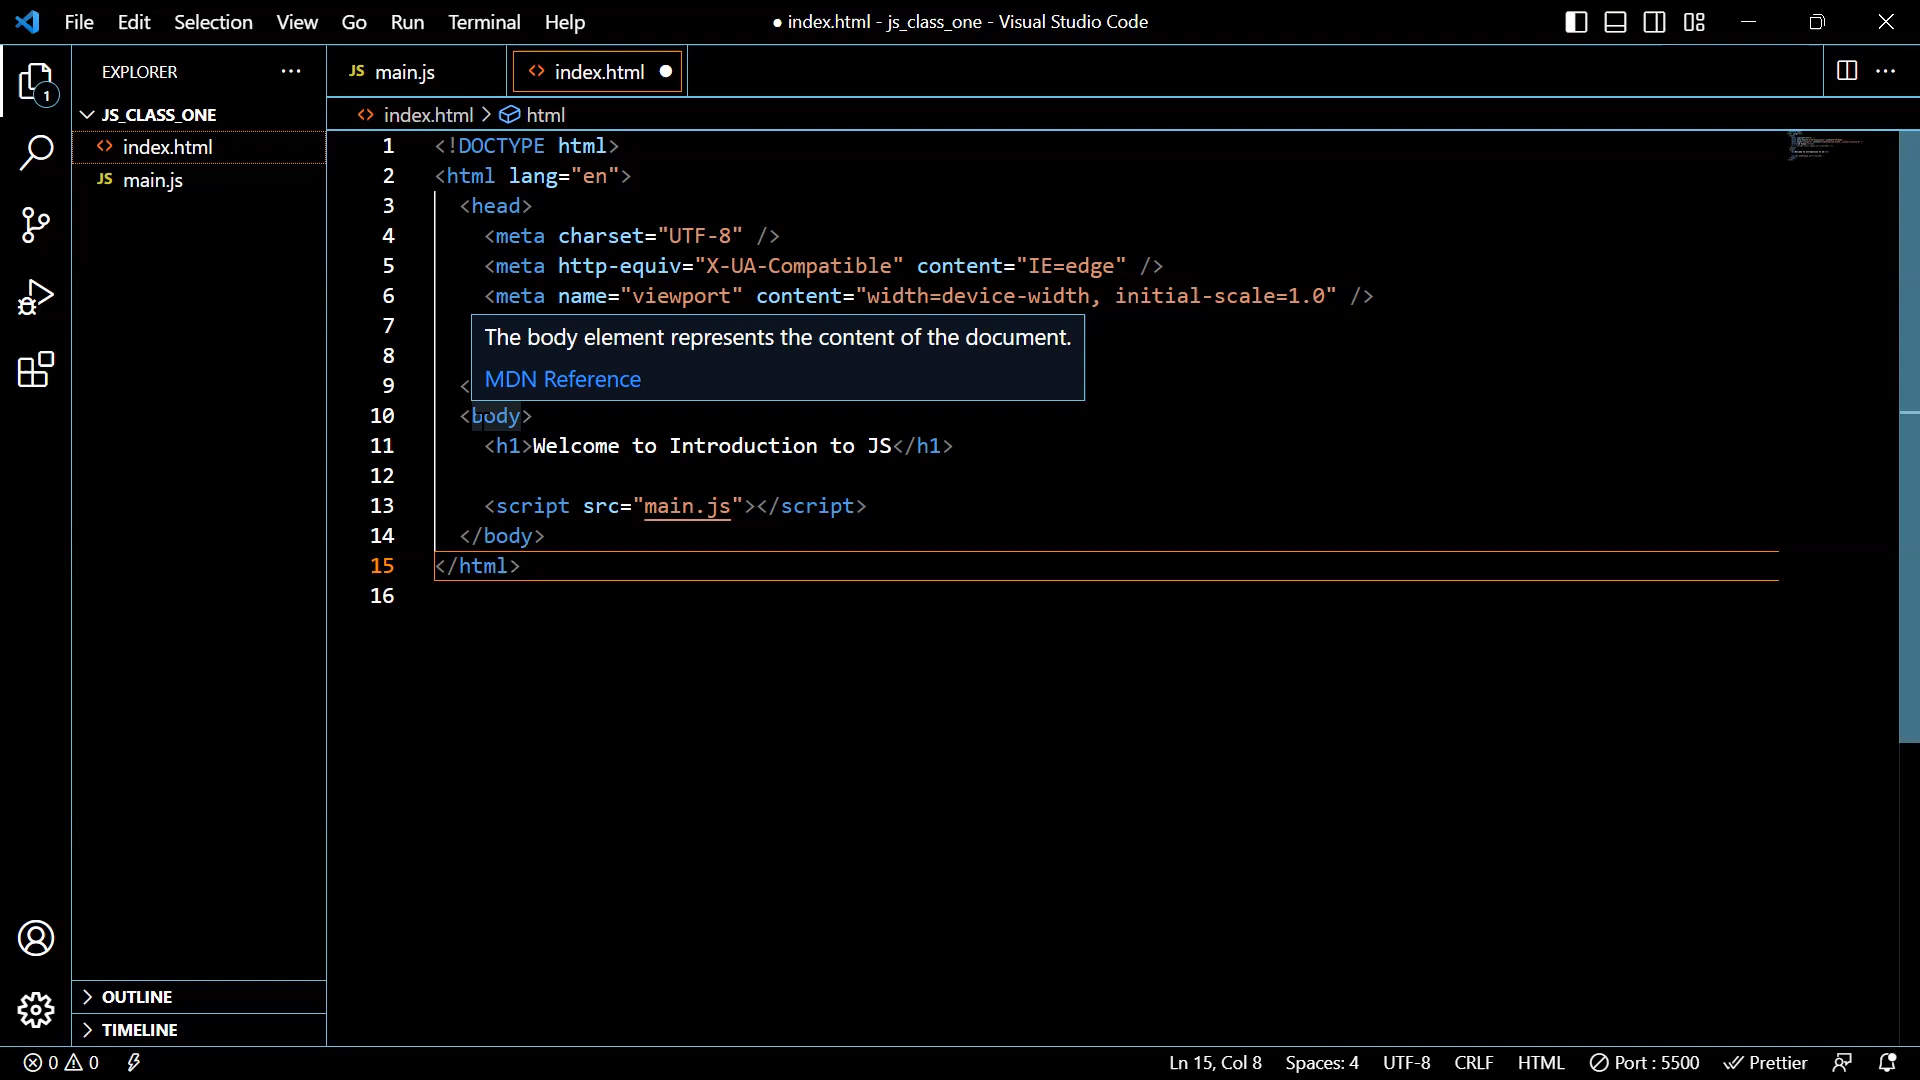 File Edit Selection View Go Run Terminal Help
● index.html - js_class_one - Visual Studio Code
EXPLORER
1
JS_CLASS_ONE
<> index.html
JS main.js
OUTLINE
TIMELINE
JS main.js
<> index.html
<> index.html > html
1 <!DOCTYPE html>
2 <html lang="en">
3 <head>
4 <meta charset="UTF-8" />
5 <meta http-equiv="X-UA-Compatible" content="IE=edge" />
6 <meta name="viewport" content="width=device-width, initial-scale=1.0" />
7
8
9 <
The body element represents the content of the document.
MDN Reference
10 <body>
11 <h1>Welcome to Introduction to JS</h1>
12
13 <script src="main.js"></script>
14 </body>
15 </html>
16
0 0
Ln 15, Col 8 Spaces: 4 UTF-8 CRLF HTML Port : 5500 Prettier